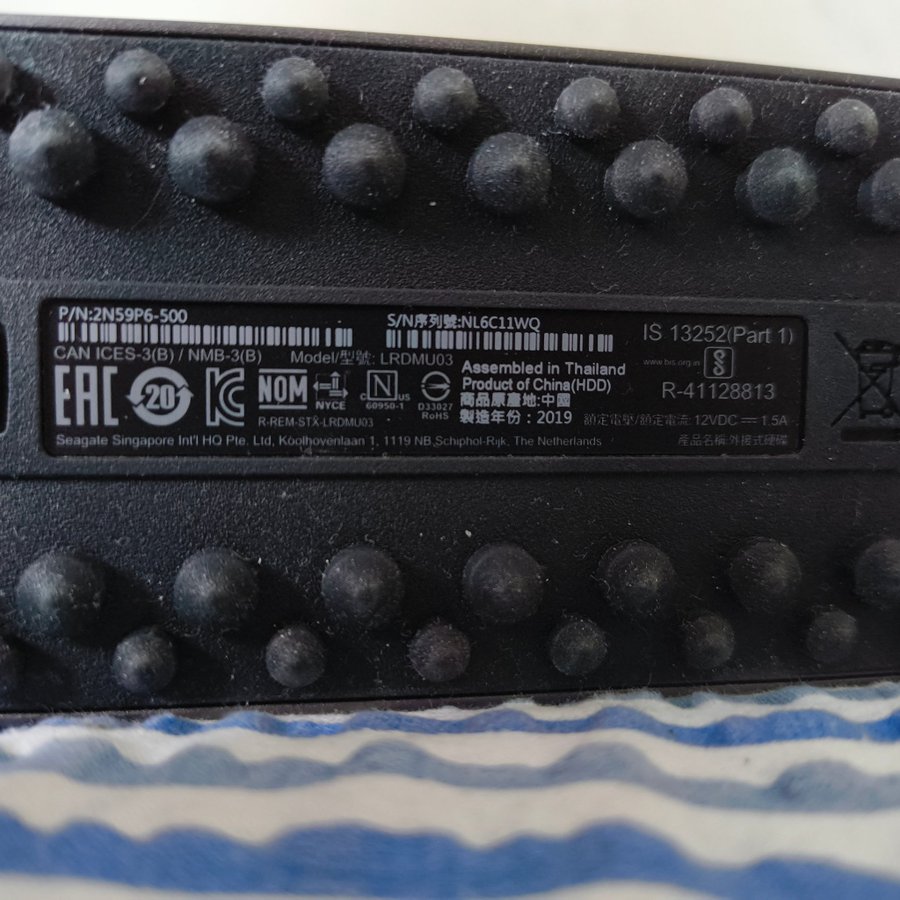 P/N:2N59P6-500
S/N序列號:NL6C11WQ
IS 13252(Part 1)
CAN ICES-3(B) / NMB-3(B) Model/型號: LRDMU03
www.bis.org.in
R-41128813
EAC
20
NOM
NYCE
C N US
60950-1
D33027
RoHS
R-REM-STX-LRDMU03
Assembled in Thailand
Product of China(HDD)
商品原產地:中國
製造年份：2019
額定電壓/額定電流: 12VDC ⎓ 1.5A
Seagate Singapore Int'l HQ Pte. Ltd, Koolhovenlaan 1, 1119 NB Schiphol-Rijk, The Netherlands
產品名稱:外接式硬碟